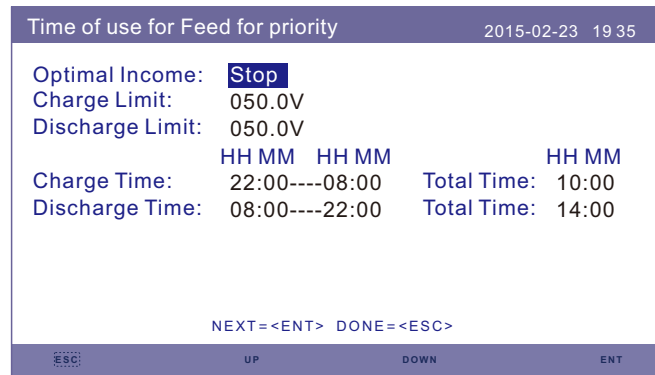 Time of use for Feed for priority 2015-02-23 19 35
Optimal Income: Stop
Charge Limit: 050.0V
Discharge Limit: 050.0V
HH MM HH MM HH MM
Charge Time: 22:00----08:00 Total Time: 10:00
Discharge Time: 08:00----22:00 Total Time: 14:00
NEXT=<ENT> DONE=<ESC>
ESC UP DOWN ENT